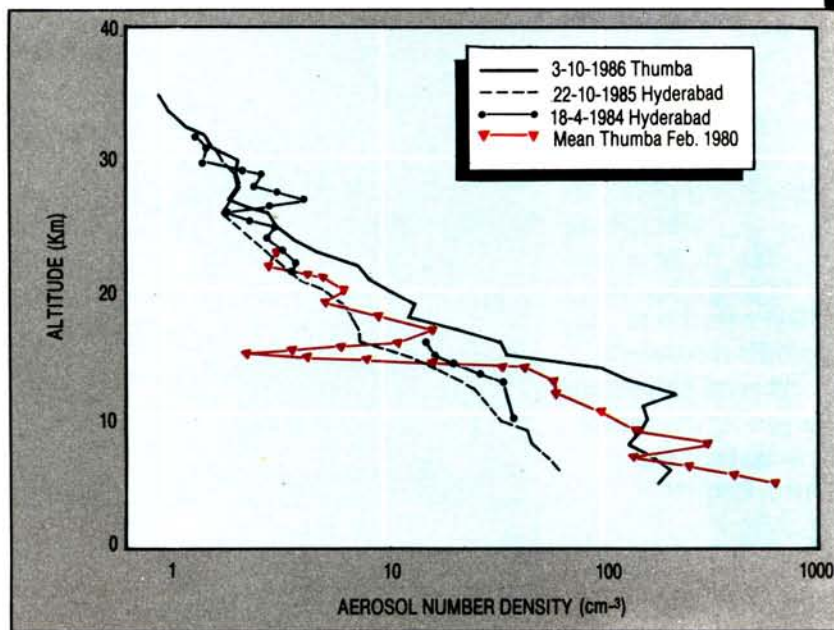 40
30
20
10
0
ALTITUDE (Km)
3-10-1986 Thumba
22-10-1985 Hyderabad
18-4-1984 Hyderabad
Mean Thumba Feb. 1980
1 10 100 1000
AEROSOL NUMBER DENSITY (cm⁻³)